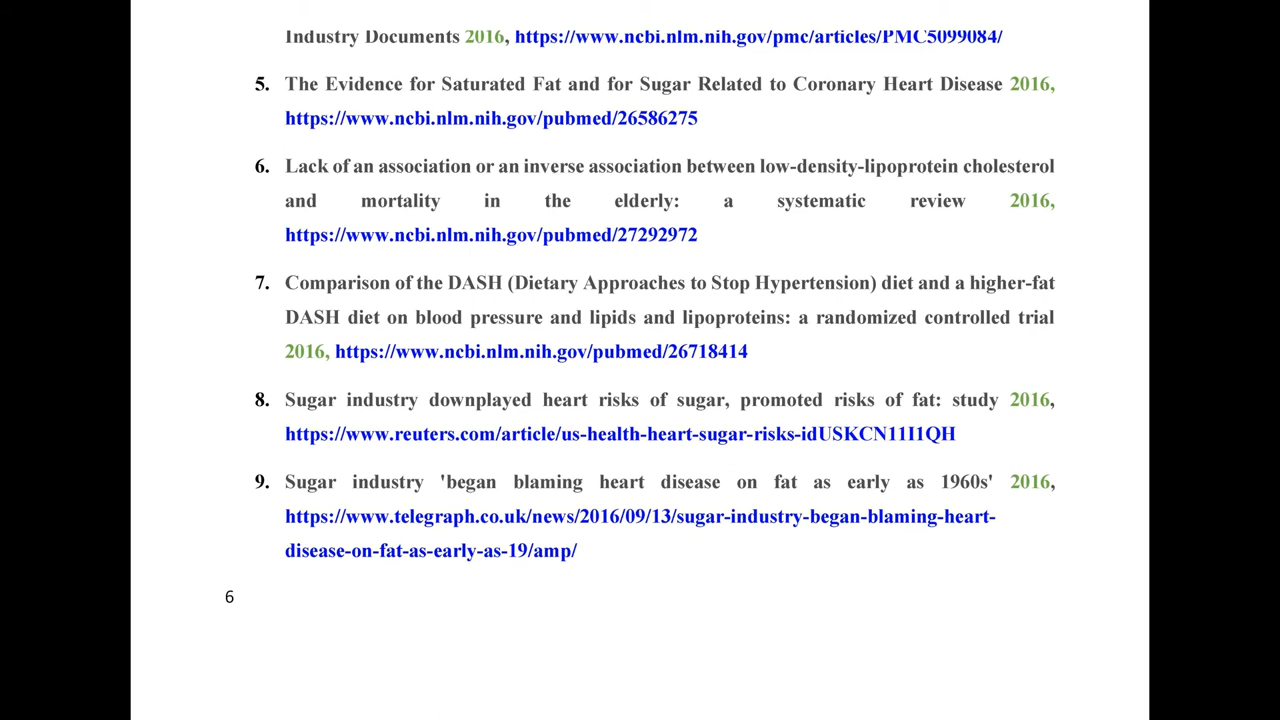 Industry Documents 2016, https://www.ncbi.nlm.nih.gov/pmc/articles/PMC5099084/
5. The Evidence for Saturated Fat and for Sugar Related to Coronary Heart Disease 2016,
https://www.ncbi.nlm.nih.gov/pubmed/26586275
6. Lack of an association or an inverse association between low-density-lipoprotein cholesterol
and mortality in the elderly: a systematic review 2016,
https://www.ncbi.nlm.nih.gov/pubmed/27292972
7. Comparison of the DASH (Dietary Approaches to Stop Hypertension) diet and a higher-fat
DASH diet on blood pressure and lipids and lipoproteins: a randomized controlled trial
2016, https://www.ncbi.nlm.nih.gov/pubmed/26718414
8. Sugar industry downplayed heart risks of sugar, promoted risks of fat: study 2016,
https://www.reuters.com/article/us-health-heart-sugar-risks-idUSKCN11I1QH
9. Sugar industry 'began blaming heart disease on fat as early as 1960s' 2016,
https://www.telegraph.co.uk/news/2016/09/13/sugar-industry-began-blaming-heart-
disease-on-fat-as-early-as-19/amp/
6